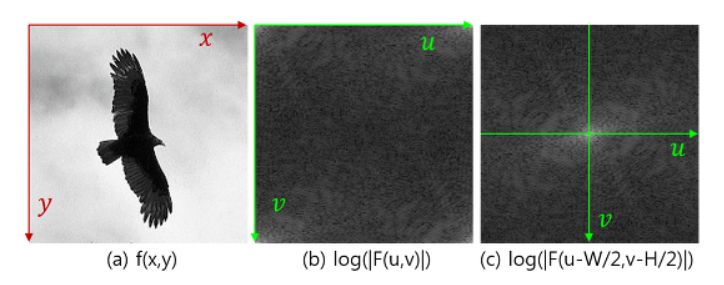 x
y
(a) f(x,y)
u
v
(b) log(|F(u,v)|)
u
v
(c) log(|F(u-W/2,v-H/2)|)